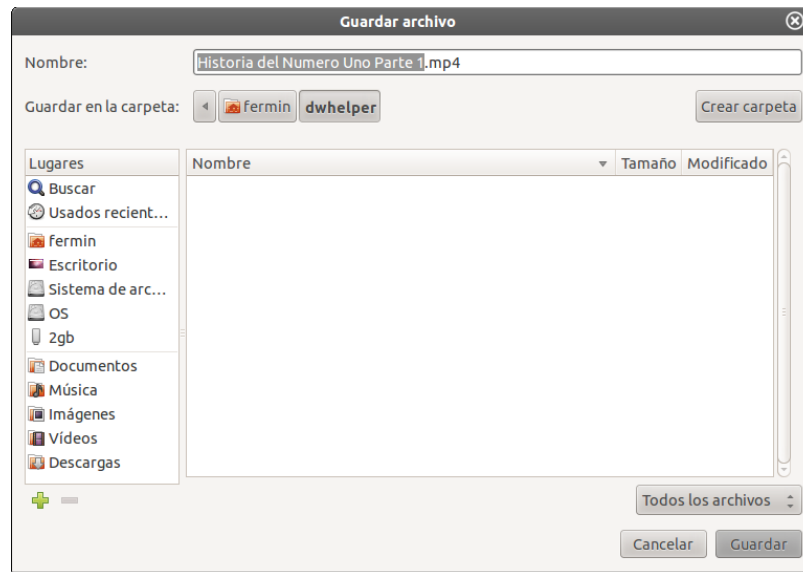 Guardar archivo
Nombre: Historia del Numero Uno Parte 1.mp4
Guardar en la carpeta: fermin dwhelper Crear carpeta
Lugares Nombre Tamaño Modificado
Buscar
Usados recient...
fermin
Escritorio
Sistema de arc...
OS
2gb
Documentos
Música
Imágenes
Vídeos
Descargas
Todos los archivos
Cancelar Guardar